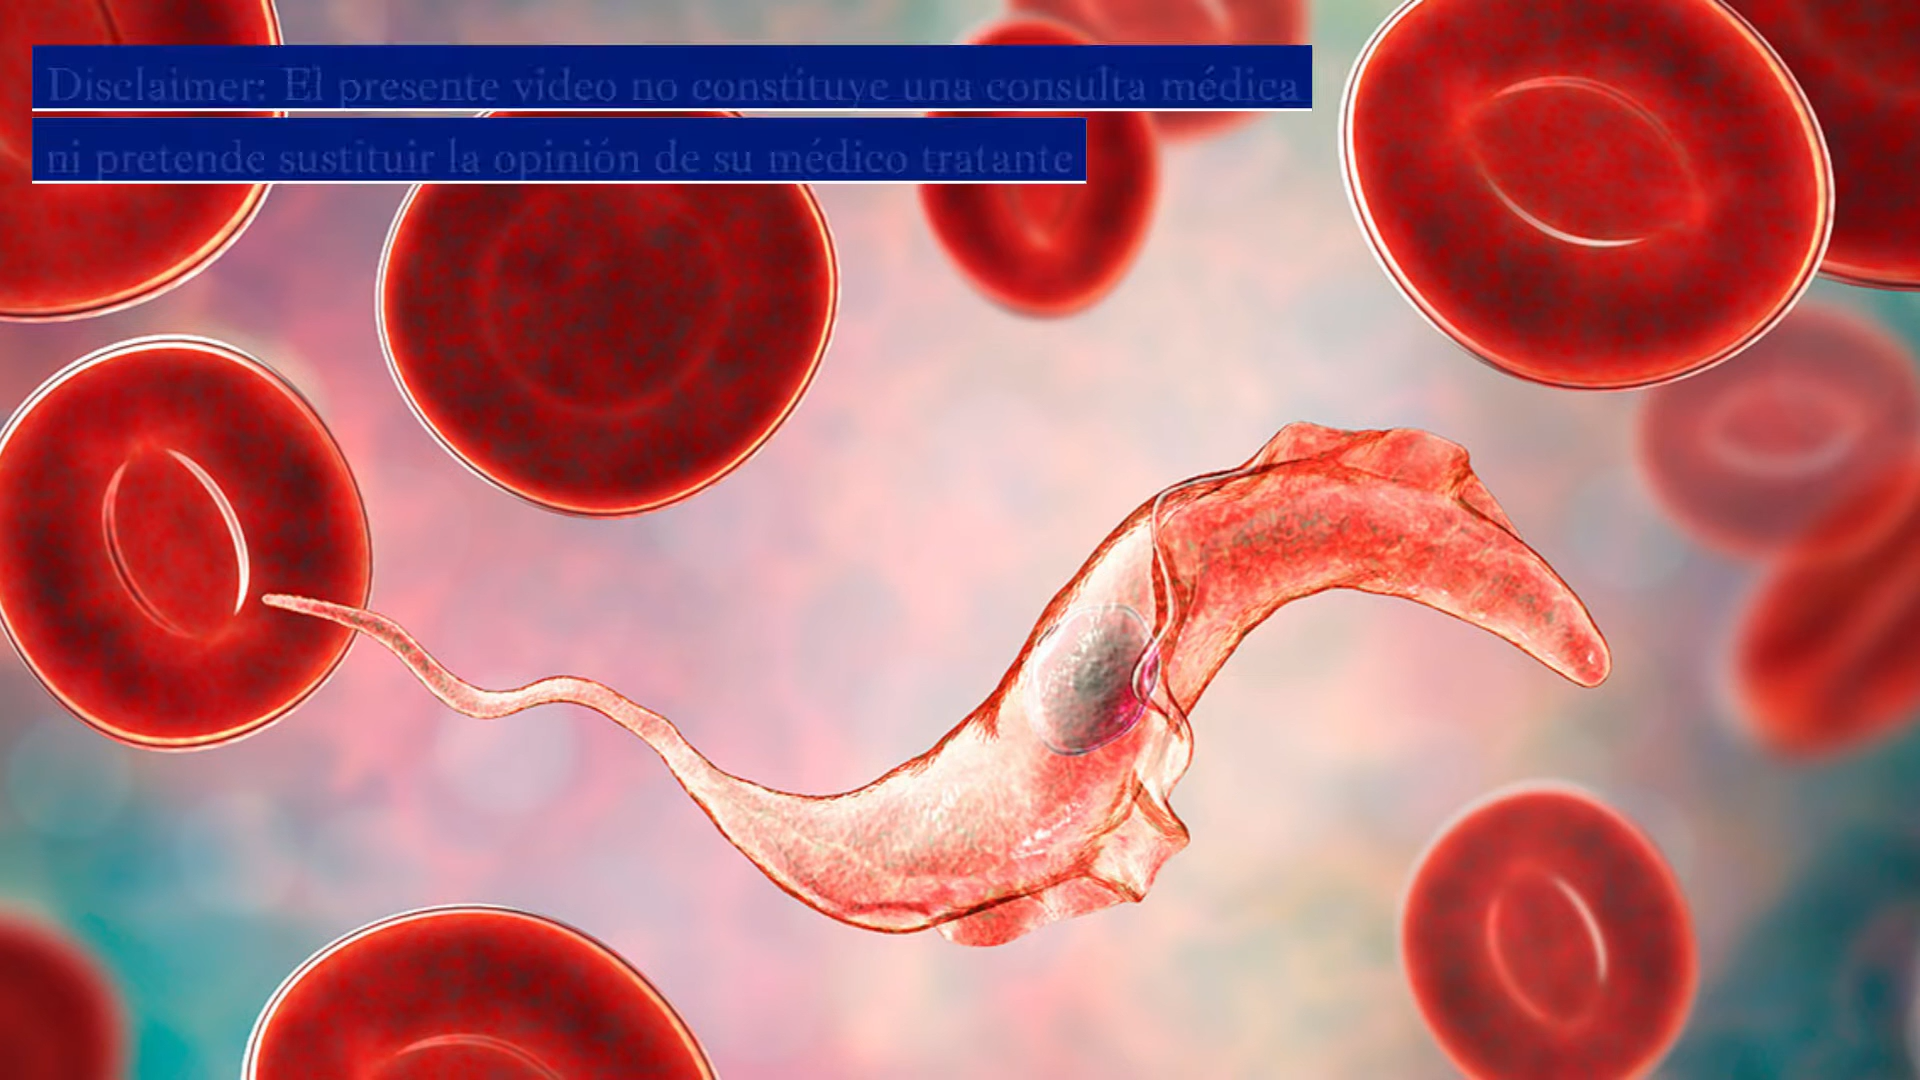 Disclaimer: El presente video no constituye una consulta médica
ni pretende sustituir la opinión de su médico tratante